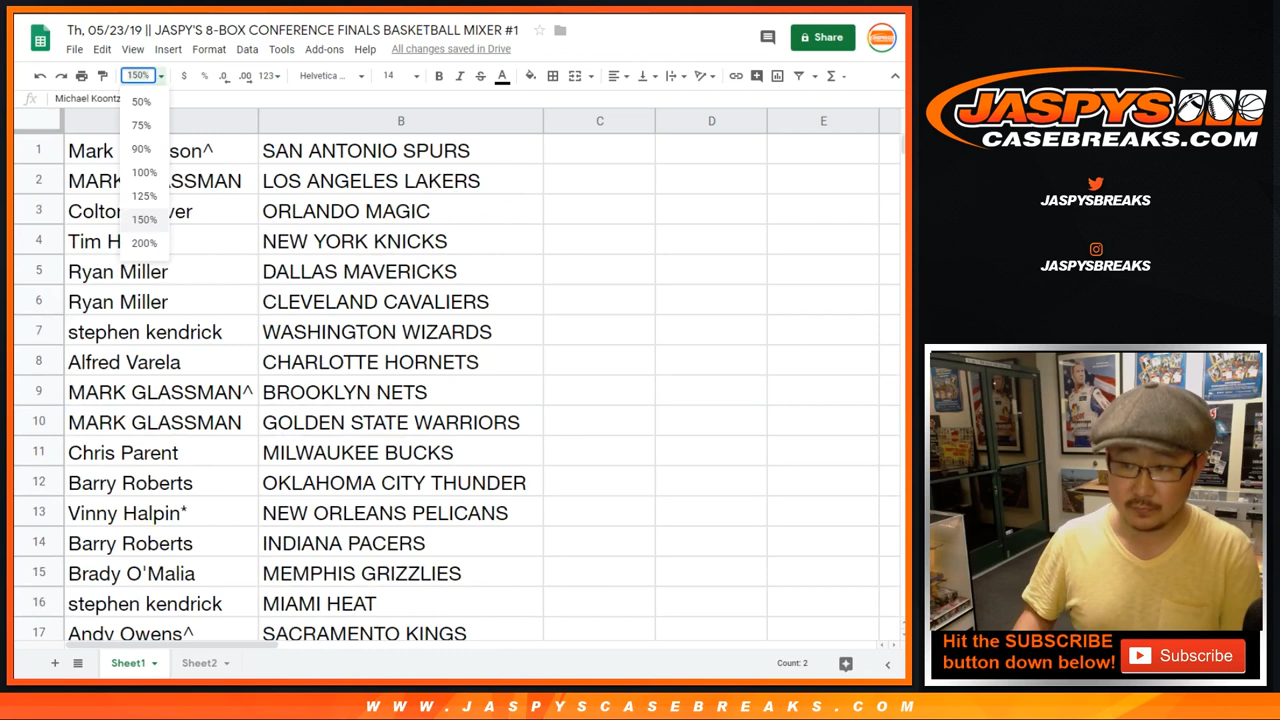 Th, 05/23/19 || JASPY'S 8-BOX CONFERENCE FINALS BASKETBALL MIXER #1
File Edit View Insert Format Data Tools Add-ons Help All changes saved in Drive
Share
150% $ % .0 .00 123 Helvetica ... 14 B I S A
fx Michael Koontz
50%
75%
90%
100%
125%
150%
200%
B C D E
1 Mark son^ SAN ANTONIO SPURS
2 MARK GLASSMAN LOS ANGELES LAKERS
3 Colton ver ORLANDO MAGIC
4 Tim H NEW YORK KNICKS
5 Ryan Miller DALLAS MAVERICKS
6 Ryan Miller CLEVELAND CAVALIERS
7 stephen kendrick WASHINGTON WIZARDS
8 Alfred Varela CHARLOTTE HORNETS
9 MARK GLASSMAN^ BROOKLYN NETS
10 MARK GLASSMAN GOLDEN STATE WARRIORS
11 Chris Parent MILWAUKEE BUCKS
12 Barry Roberts OKLAHOMA CITY THUNDER
13 Vinny Halpin* NEW ORLEANS PELICANS
14 Barry Roberts INDIANA PACERS
15 Brady O'Malia MEMPHIS GRIZZLIES
16 stephen kendrick MIAMI HEAT
17 Andy Owens^ SACRAMENTO KINGS
Sheet1 Sheet2 Count: 2
JASPYS
CASEBREAKS.COM
JASPYSBREAKS
JASPYSBREAKS
Hit the SUBSCRIBE
button down below!
Subscribe
WWW.JASPYSCASEBREAKS.COM